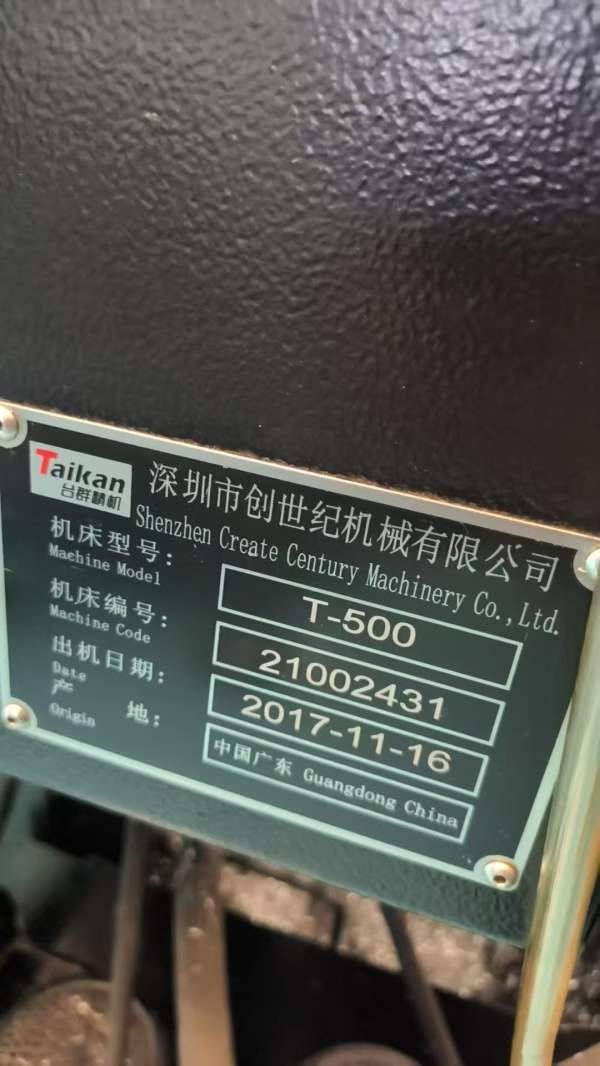 Taikan
台群精机
深圳市创世纪机械有限公司
Shenzhen Create Century Machinery Co.,Ltd.
机床型号：
Machine Model
T-500
机床编号：
Machine Code
21002431
出机日期：
Date
2017-11-16
产 地：
Origin
中国广东 Guangdong China